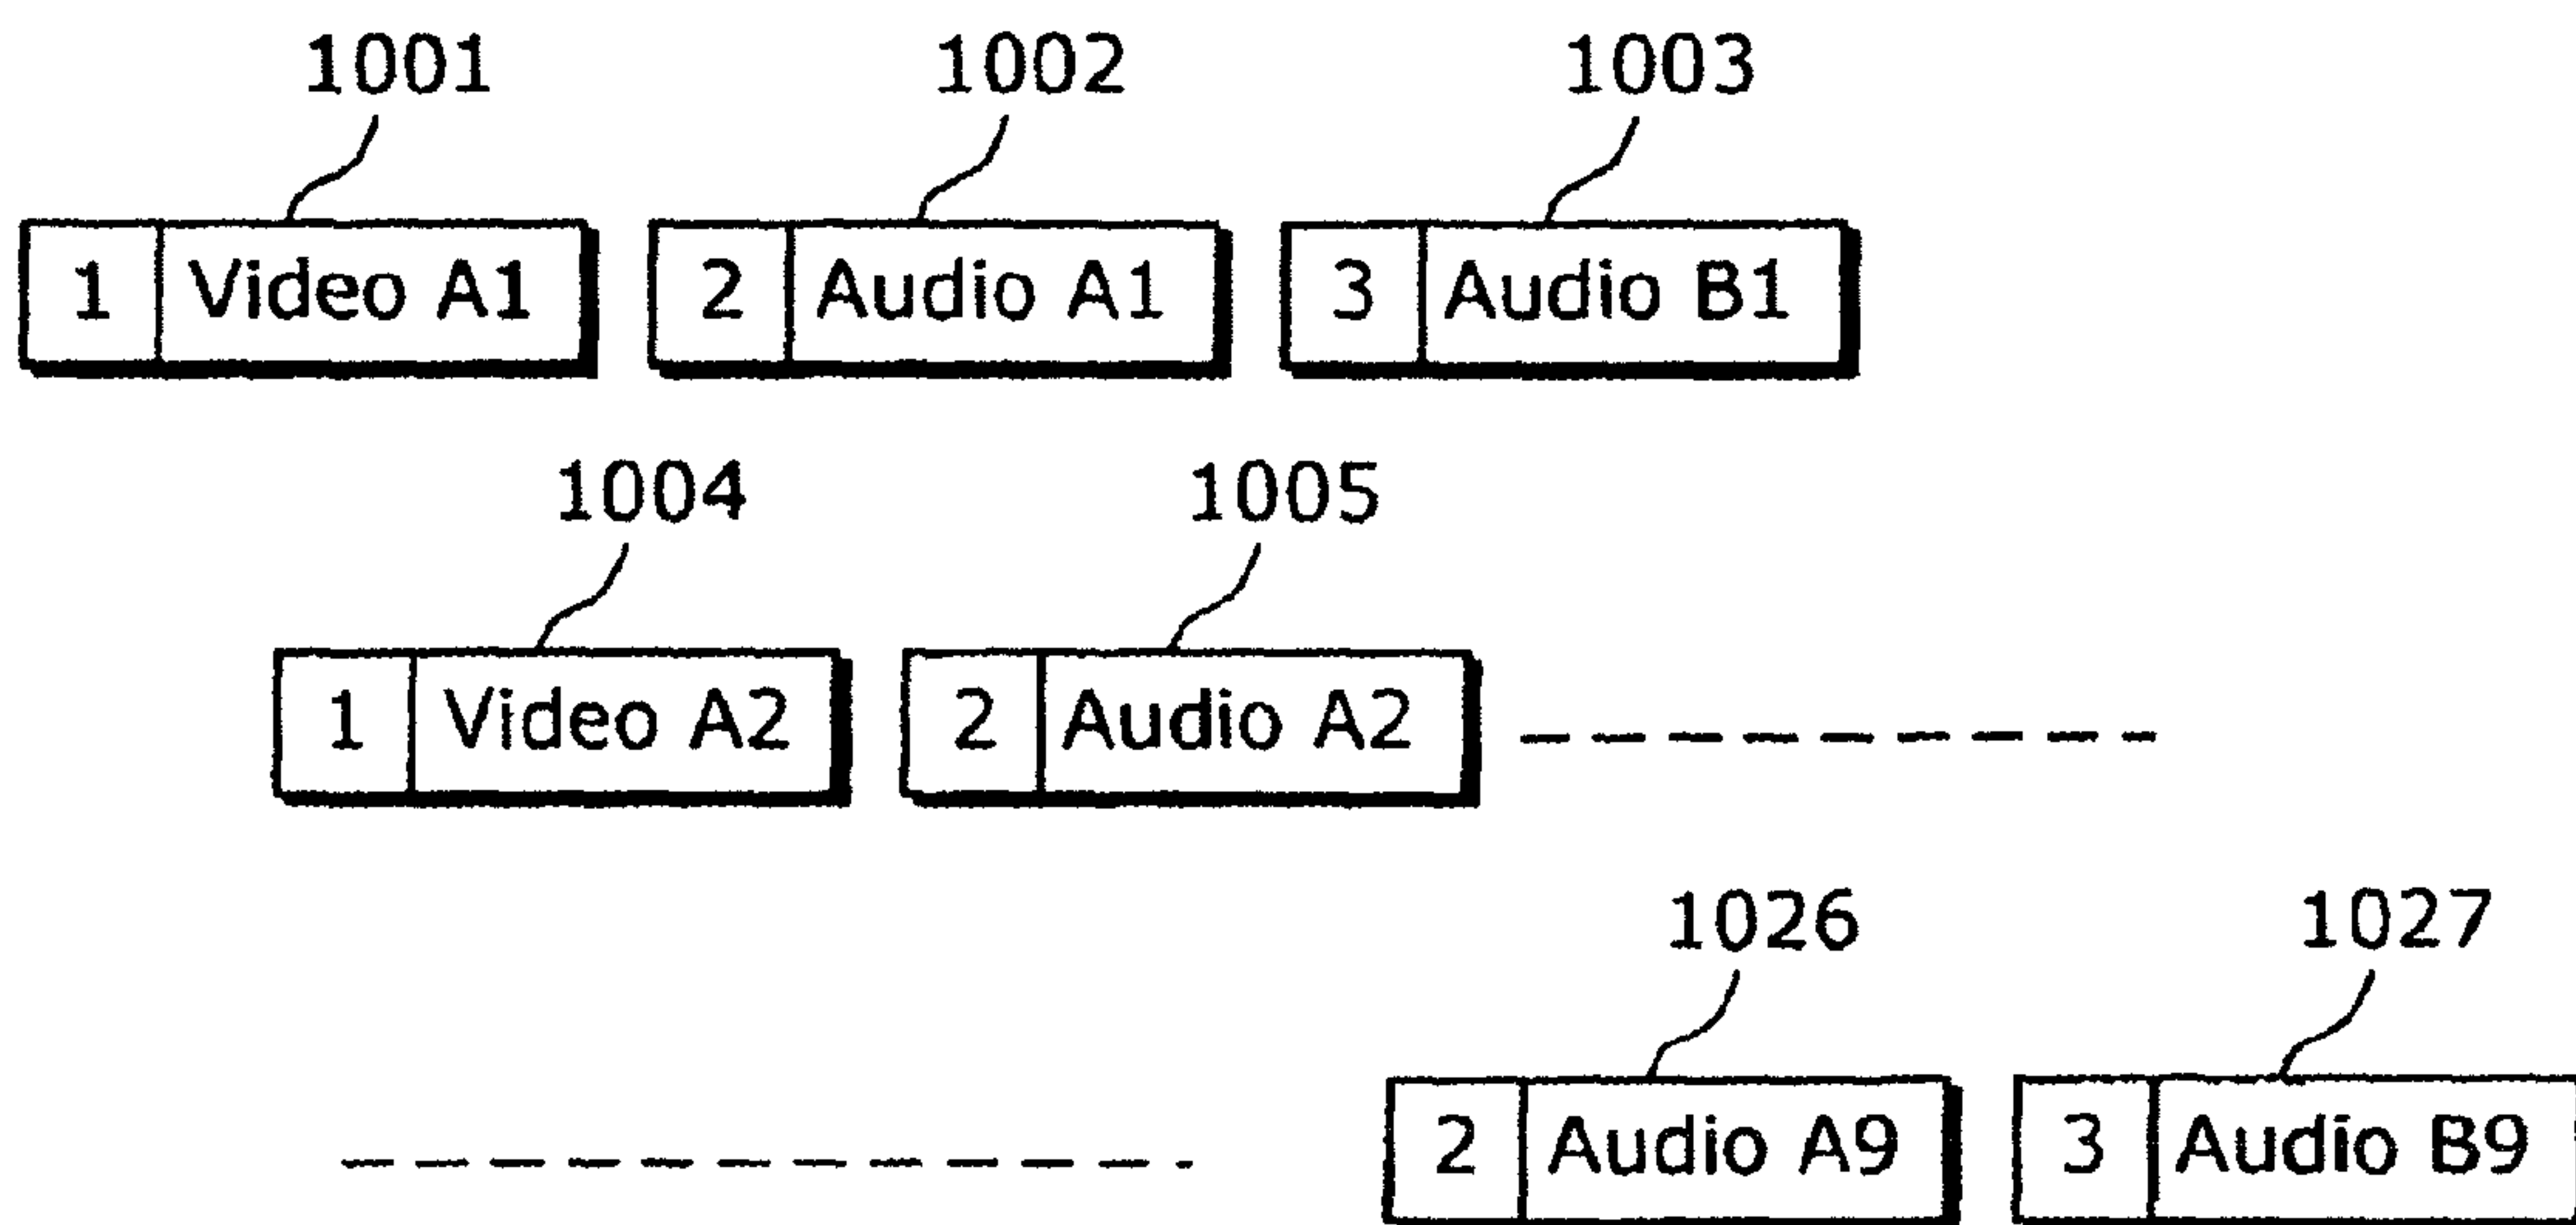 1001 1002 1003
1 Video A1 2 Audio A1 3 Audio B1
1004 1005
1 Video A2 2 Audio A2
1026 1027
2 Audio A9 3 Audio B9